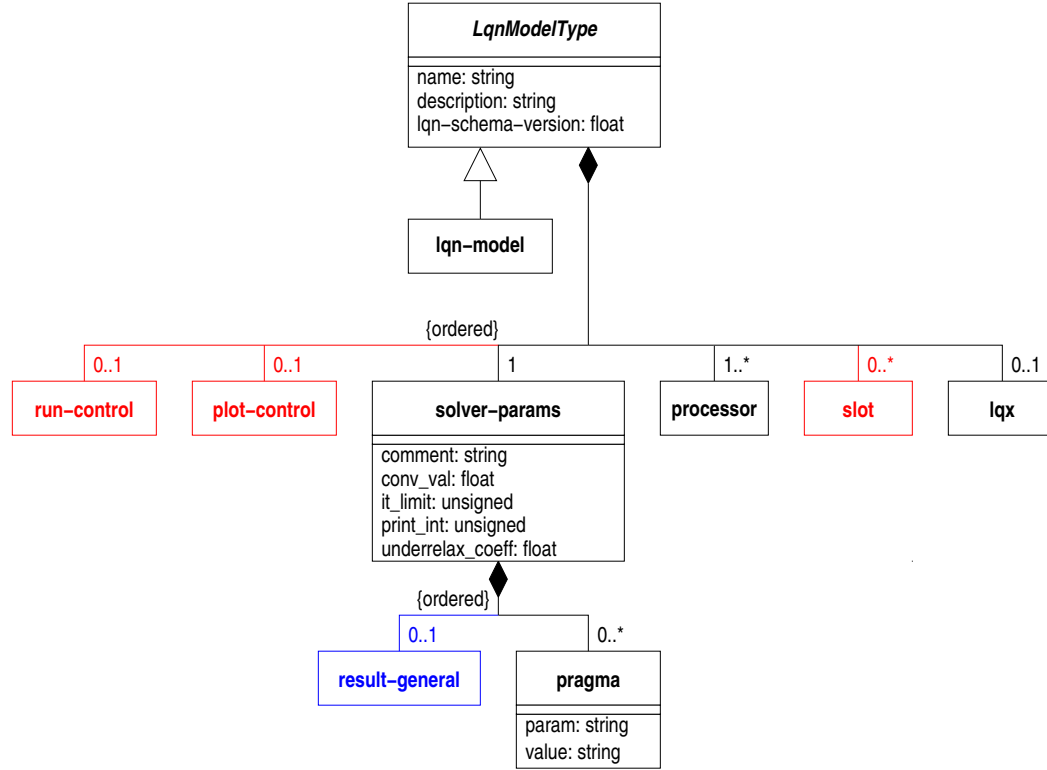 LqnModelType
name: string
description: string
lqn-schema-version: float
lqn-model
{ordered}
0..1
0..1
1
1..*
0..*
0..1
run-control
plot-control
solver-params
processor
slot
lqx
comment: string
conv_val: float
it_limit: unsigned
print_int: unsigned
underrelax_coeff: float
{ordered}
0..1
0..*
result-general
pragma
param: string
value: string